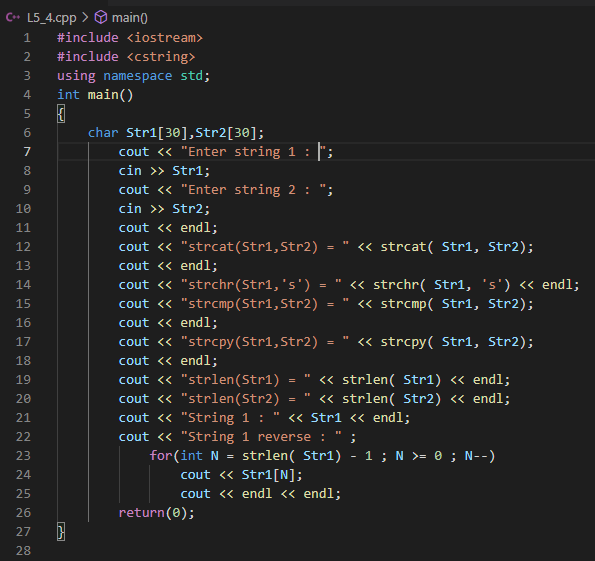 L5_4.cpp > main()
1 #include <iostream>
2 #include <cstring>
3 using namespace std;
4 int main()
5 {
6     char Str1[30],Str2[30];
7         cout << "Enter string 1 : ";
8         cin >> Str1;
9         cout << "Enter string 2 : ";
10         cin >> Str2;
11         cout << endl;
12         cout << "strcat(Str1,Str2) = " << strcat( Str1, Str2);
13         cout << endl;
14         cout << "strchr(Str1,'s') = " << strchr( Str1, 's') << endl;
15         cout << "strcmp(Str1,Str2) = " << strcmp( Str1, Str2);
16         cout << endl;
17         cout << "strcpy(Str1,Str2) = " << strcpy( Str1, Str2);
18         cout << endl;
19         cout << "strlen(Str1) = " << strlen( Str1) << endl;
20         cout << "strlen(Str2) = " << strlen( Str2) << endl;
21         cout << "String 1 : " << Str1 << endl;
22         cout << "String 1 reverse : " ;
23             for(int N = strlen( Str1) - 1 ; N >= 0 ; N--)
24                 cout << Str1[N];
25                 cout << endl << endl;
26         return(0);
27 }
28